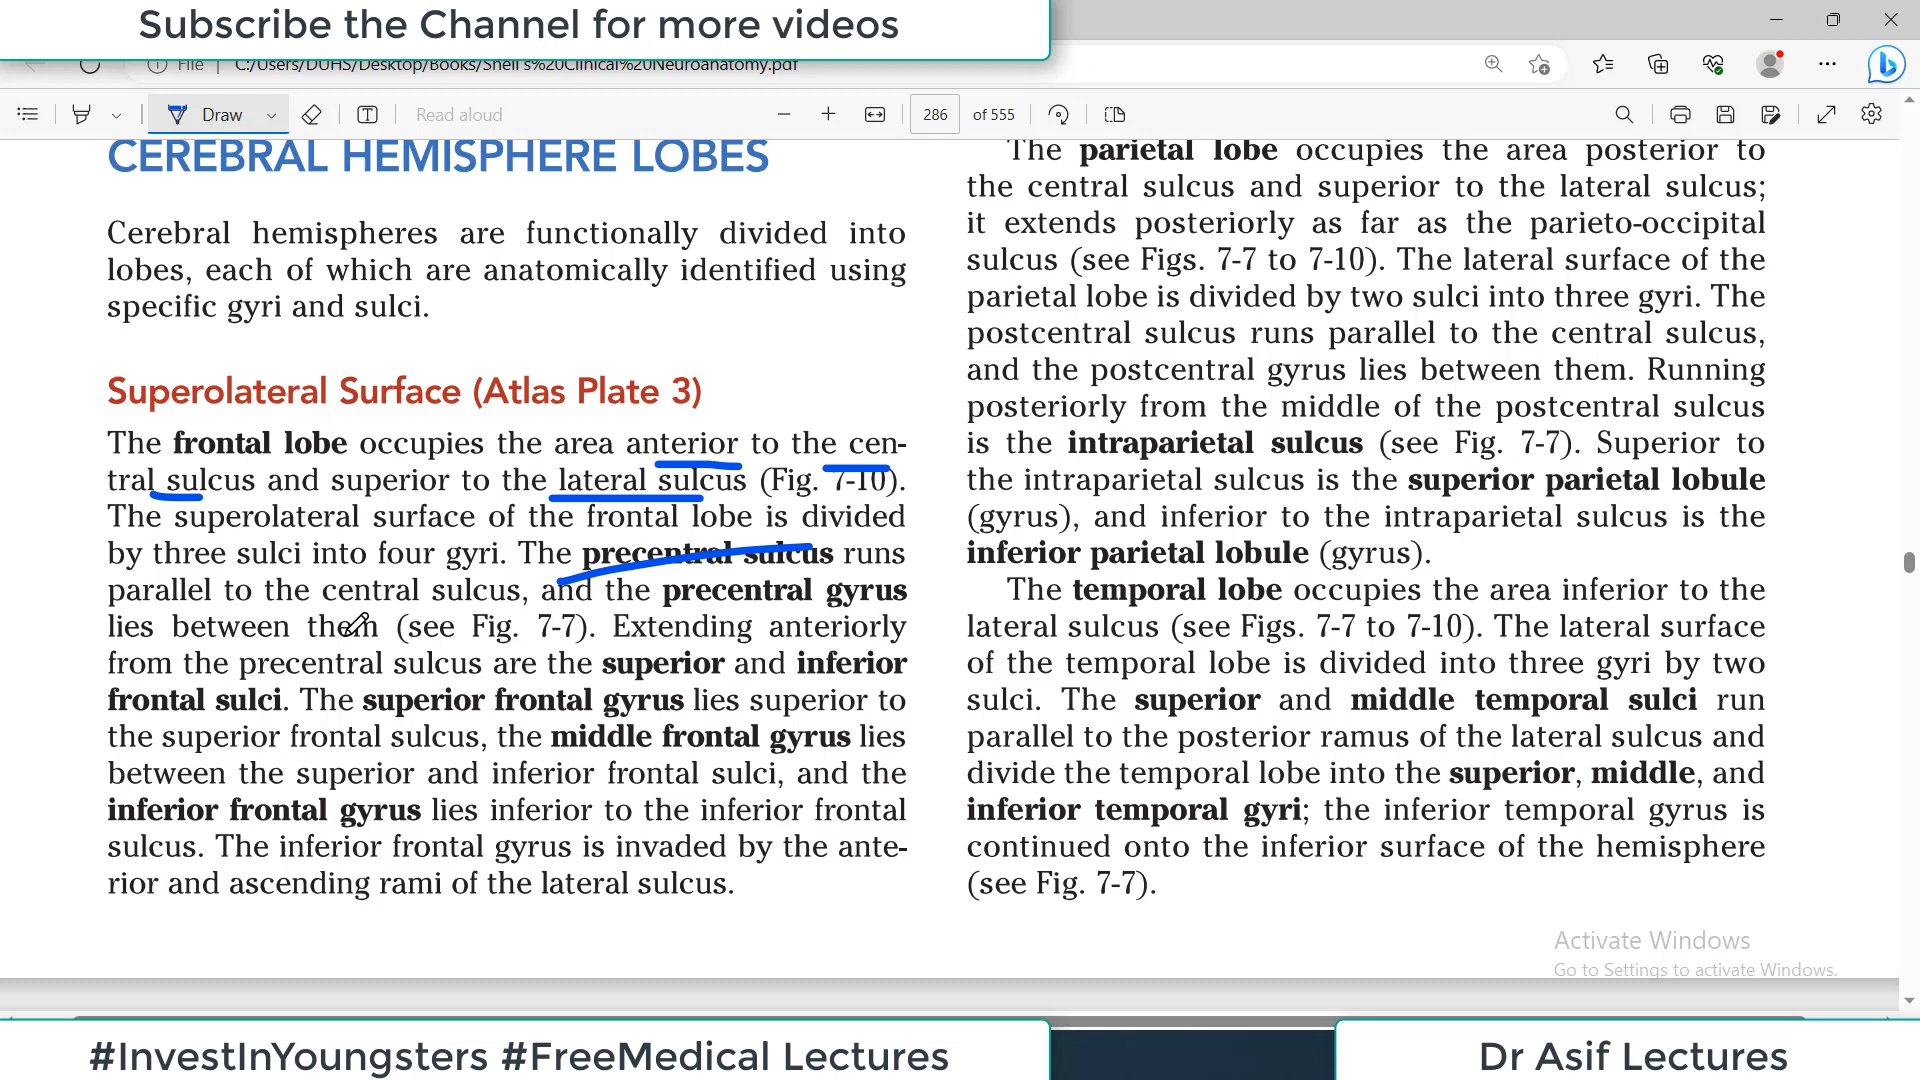 Subscribe the Channel for more videos
File | C:/Users/DUHS/Desktop/Books/Snell's%20Clinical%20Neuroanatomy.pdf
Draw
Read aloud
286 of 555
CEREBRAL HEMISPHERE LOBES
Cerebral hemispheres are functionally divided into
lobes, each of which are anatomically identified using
specific gyri and sulci.
Superolateral Surface (Atlas Plate 3)
The frontal lobe occupies the area anterior to the cen-
tral sulcus and superior to the lateral sulcus (Fig. 7-10).
The superolateral surface of the frontal lobe is divided
by three sulci into four gyri. The precentral sulcus runs
parallel to the central sulcus, and the precentral gyrus
lies between them (see Fig. 7-7). Extending anteriorly
from the precentral sulcus are the superior and inferior
frontal sulci. The superior frontal gyrus lies superior to
the superior frontal sulcus, the middle frontal gyrus lies
between the superior and inferior frontal sulci, and the
inferior frontal gyrus lies inferior to the inferior frontal
sulcus. The inferior frontal gyrus is invaded by the ante-
rior and ascending rami of the lateral sulcus.
The parietal lobe occupies the area posterior to
the central sulcus and superior to the lateral sulcus;
it extends posteriorly as far as the parieto-occipital
sulcus (see Figs. 7-7 to 7-10). The lateral surface of the
parietal lobe is divided by two sulci into three gyri. The
postcentral sulcus runs parallel to the central sulcus,
and the postcentral gyrus lies between them. Running
posteriorly from the middle of the postcentral sulcus
is the intraparietal sulcus (see Fig. 7-7). Superior to
the intraparietal sulcus is the superior parietal lobule
(gyrus), and inferior to the intraparietal sulcus is the
inferior parietal lobule (gyrus).
The temporal lobe occupies the area inferior to the
lateral sulcus (see Figs. 7-7 to 7-10). The lateral surface
of the temporal lobe is divided into three gyri by two
sulci. The superior and middle temporal sulci run
parallel to the posterior ramus of the lateral sulcus and
divide the temporal lobe into the superior, middle, and
inferior temporal gyri; the inferior temporal gyrus is
continued onto the inferior surface of the hemisphere
(see Fig. 7-7).
Activate Windows
Go to Settings to activate Windows.
#InvestInYoungsters #FreeMedical Lectures
Dr Asif Lectures